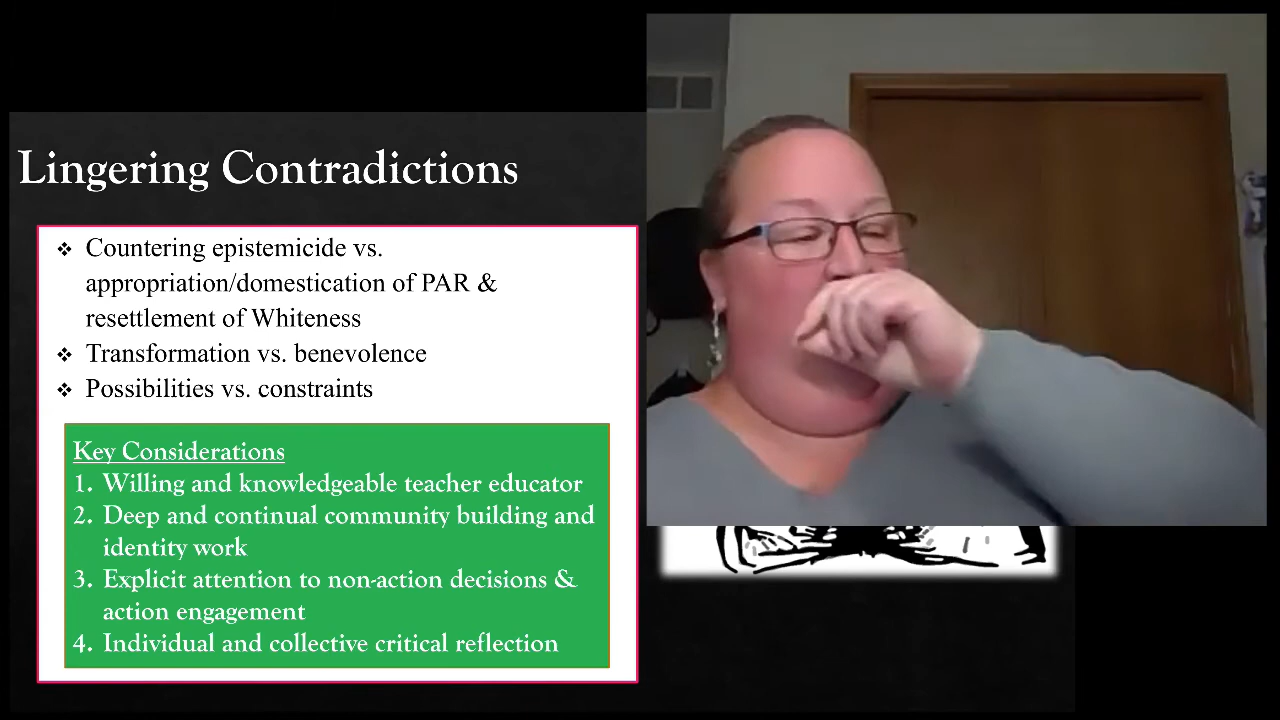 Lingering Contradictions
❖ Countering epistemicide vs.
appropriation/domestication of PAR &
resettlement of Whiteness
❖ Transformation vs. benevolence
❖ Possibilities vs. constraints
Key Considerations
1. Willing and knowledgeable teacher educator
2. Deep and continual community building and
identity work
3. Explicit attention to non-action decisions &
action engagement
4. Individual and collective critical reflection